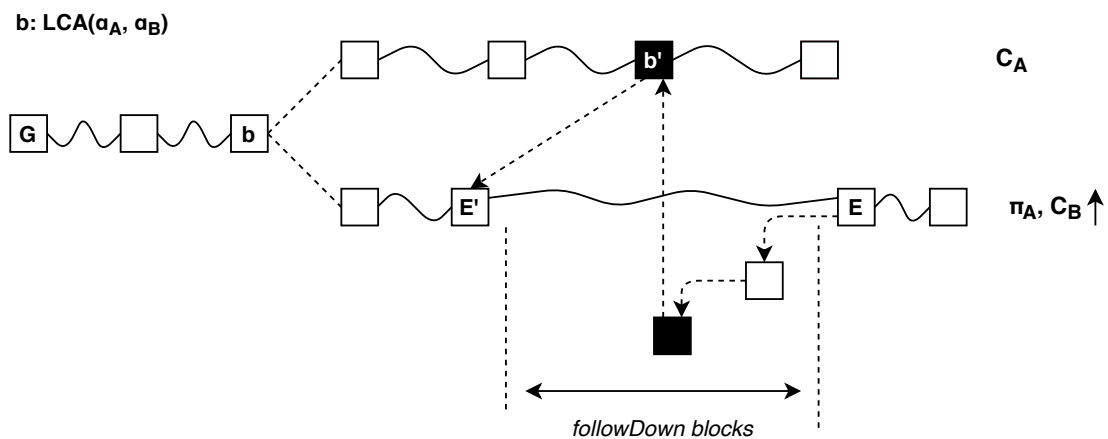 b: LCA(α_A, α_B)
b'
C_A
G
b
E'
E
π_A, C_B ↑
followDown blocks